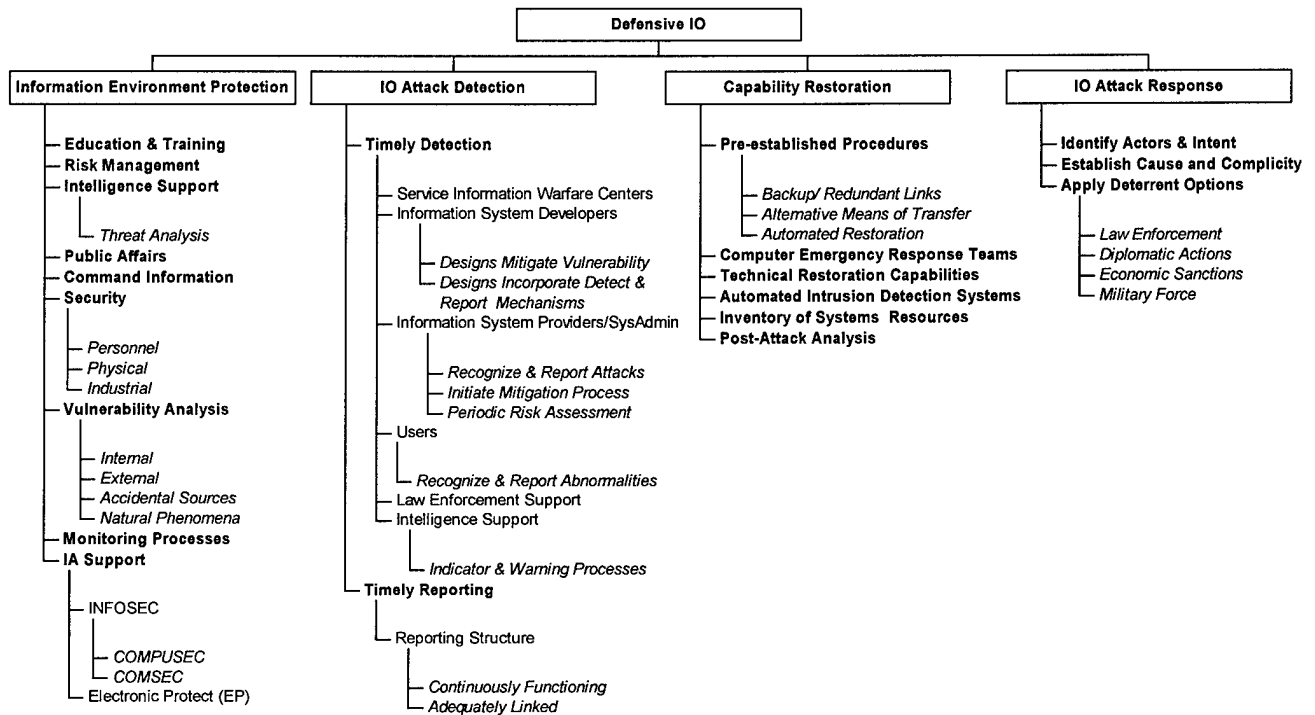 Defensive IO
Information Environment Protection
Education & Training
Risk Management
Intelligence Support
Threat Analysis
Public Affairs
Command Information
Security
Personnel
Physical
Industrial
Vulnerability Analysis
Internal
External
Accidental Sources
Natural Phenomena
Monitoring Processes
IA Support
INFOSEC
COMPUSEC
COMSEC
Electronic Protect (EP)
IO Attack Detection
Timely Detection
Service Information Warfare Centers
Information System Developers
Designs Mitigate Vulnerability
Designs Incorporate Detect &
Report Mechanisms
Information System Providers/SysAdmin
Recognize & Report Attacks
Initiate Mitigation Process
Periodic Risk Assessment
Users
Recognize & Report Abnormalities
Law Enforcement Support
Intelligence Support
Indicator & Warning Processes
Timely Reporting
Reporting Structure
Continuously Functioning
Adequately Linked
Capability Restoration
Pre-established Procedures
Backup/ Redundant Links
Alternative Means of Transfer
Automated Restoration
Computer Emergency Response Teams
Technical Restoration Capabilities
Automated Intrusion Detection Systems
Inventory of Systems Resources
Post-Attack Analysis
IO Attack Response
Identify Actors & Intent
Establish Cause and Complicity
Apply Deterrent Options
Law Enforcement
Diplomatic Actions
Economic Sanctions
Military Force